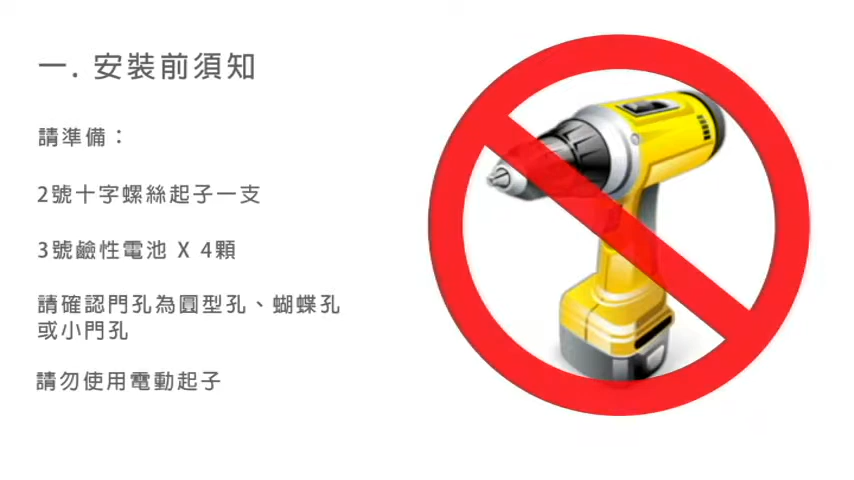 一. 安裝前須知
請準備：
2號十字螺絲起子一支
3號鹼性電池 X 4顆
請確認門孔為圓型孔、蝴蝶孔
或小門孔
請勿使用電動起子